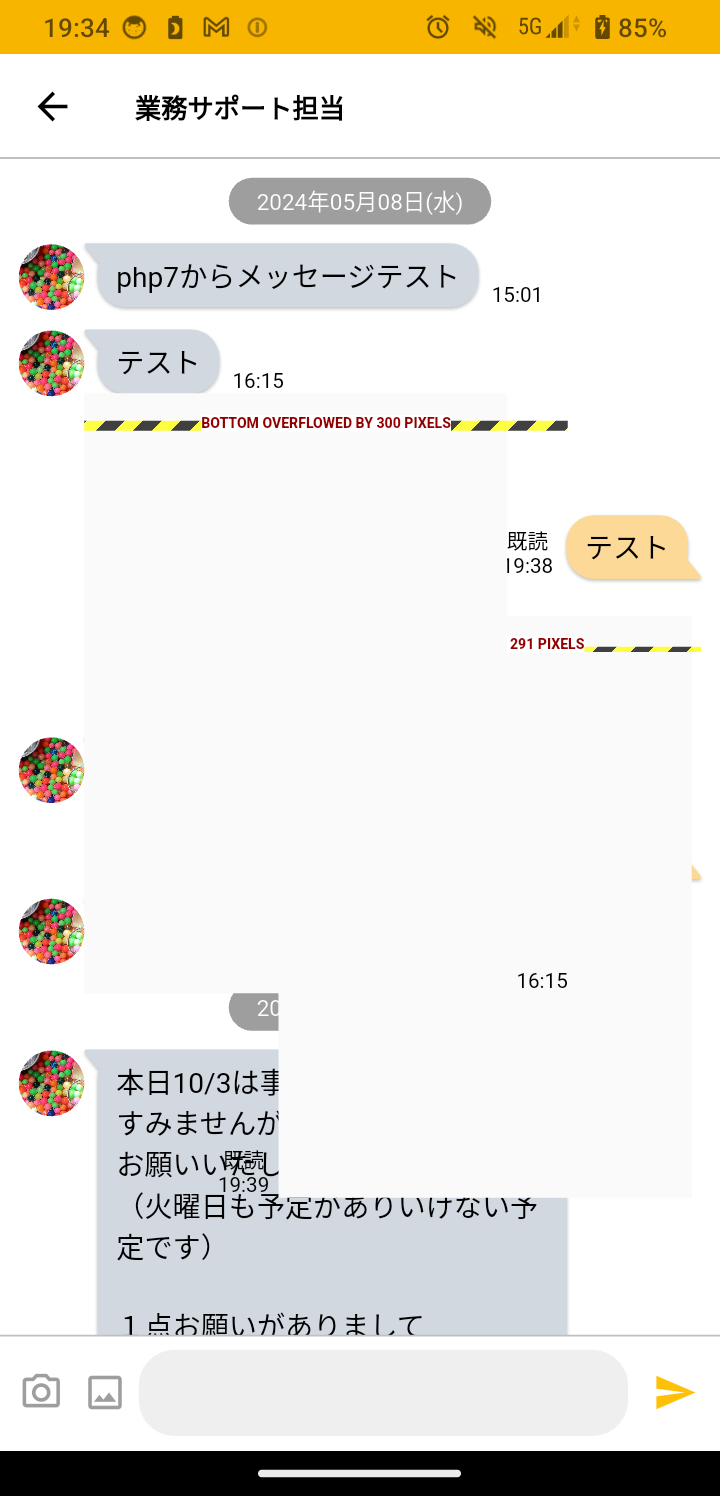 19:34
5G
85%
業務サポート担当
2024年05月08日(水)
php7からメッセージテスト
15:01
テスト
16:15
BOTTOM OVERFLOWED BY 300 PIXELS
既読
19:38
テスト
291 PIXELS
16:15
20
本日10/3は事
すみませんが
お願いいたし
既読
19:39
（火曜日も予定がありいけない予
定です）
１点お願いがありまして